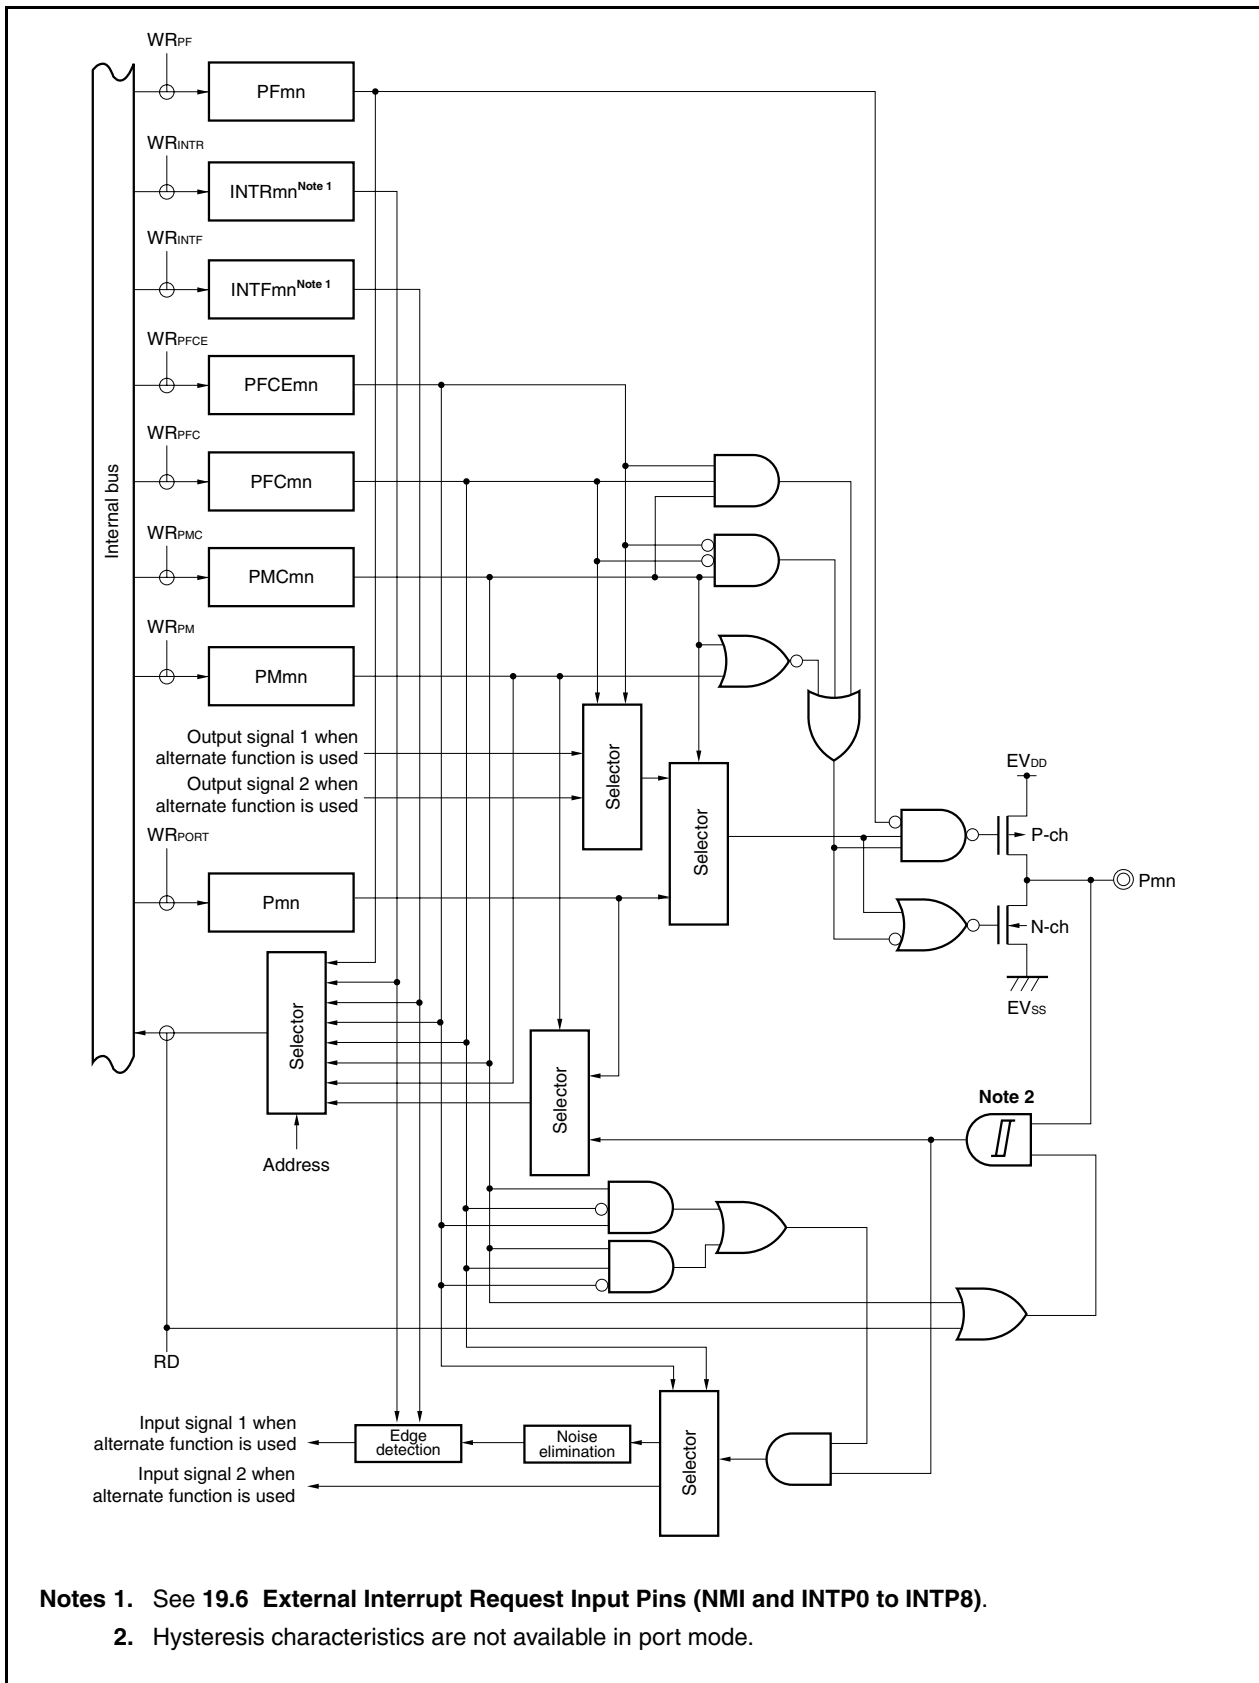 WRPF
PFmn
WRINTR
INTRmnNote 1
WRINTF
INTFmnNote 1
WRPFCE
PFCEmn
WRPFC
PFCmn
Internal bus
WRPMC
PMCmn
WRPM
PMmn
Output signal 1 when
alternate function is used
Output signal 2 when
alternate function is used
Selector
Selector
EVDD
P-ch
WRPORT
Pmn
Pmn
N-ch
EVSS
Selector
Selector
Note 2
Address
RD
Input signal 1 when
alternate function is used
Edge
detection
Noise
elimination
Selector
Input signal 2 when
alternate function is used
Notes 1. See 19.6 External Interrupt Request Input Pins (NMI and INTP0 to INTP8).
2. Hysteresis characteristics are not available in port mode.